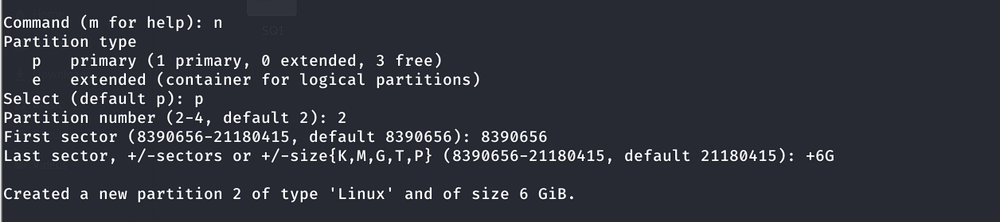 Command (m for help): n
Partition type
   p   primary (1 primary, 0 extended, 3 free)
   e   extended (container for logical partitions)
Select (default p): p
Partition number (2-4, default 2): 2
First sector (8390656-21180415, default 8390656): 8390656
Last sector, +/-sectors or +/-size{K,M,G,T,P} (8390656-21180415, default 21180415): +6G
Created a new partition 2 of type 'Linux' and of size 6 GiB.